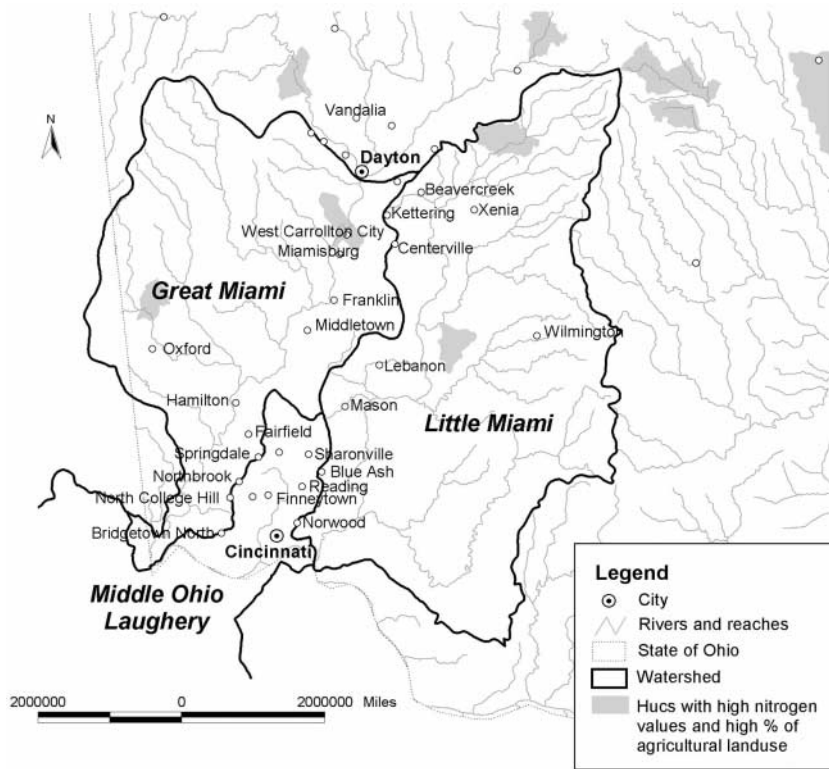 N
Vandalia
Dayton
Beavercreek
Kettering
Xenia
West Carrollton City
Centerville
Miamisburg
Great Miami
Franklin
Middletown
Wilmington
Oxford
Lebanon
Hamilton
Mason
Little Miami
Fairfield
Springdale
Sharonville
Northbrook
Blue Ash
Reading
North College Hill
Finneytown
Norwood
Bridgetown North
Cincinnati
Middle Ohio
Laughery
2000000 0 2000000 Miles
Legend
City
Rivers and reaches
State of Ohio
Watershed
Hucs with high nitrogen
values and high % of
agricultural landuse